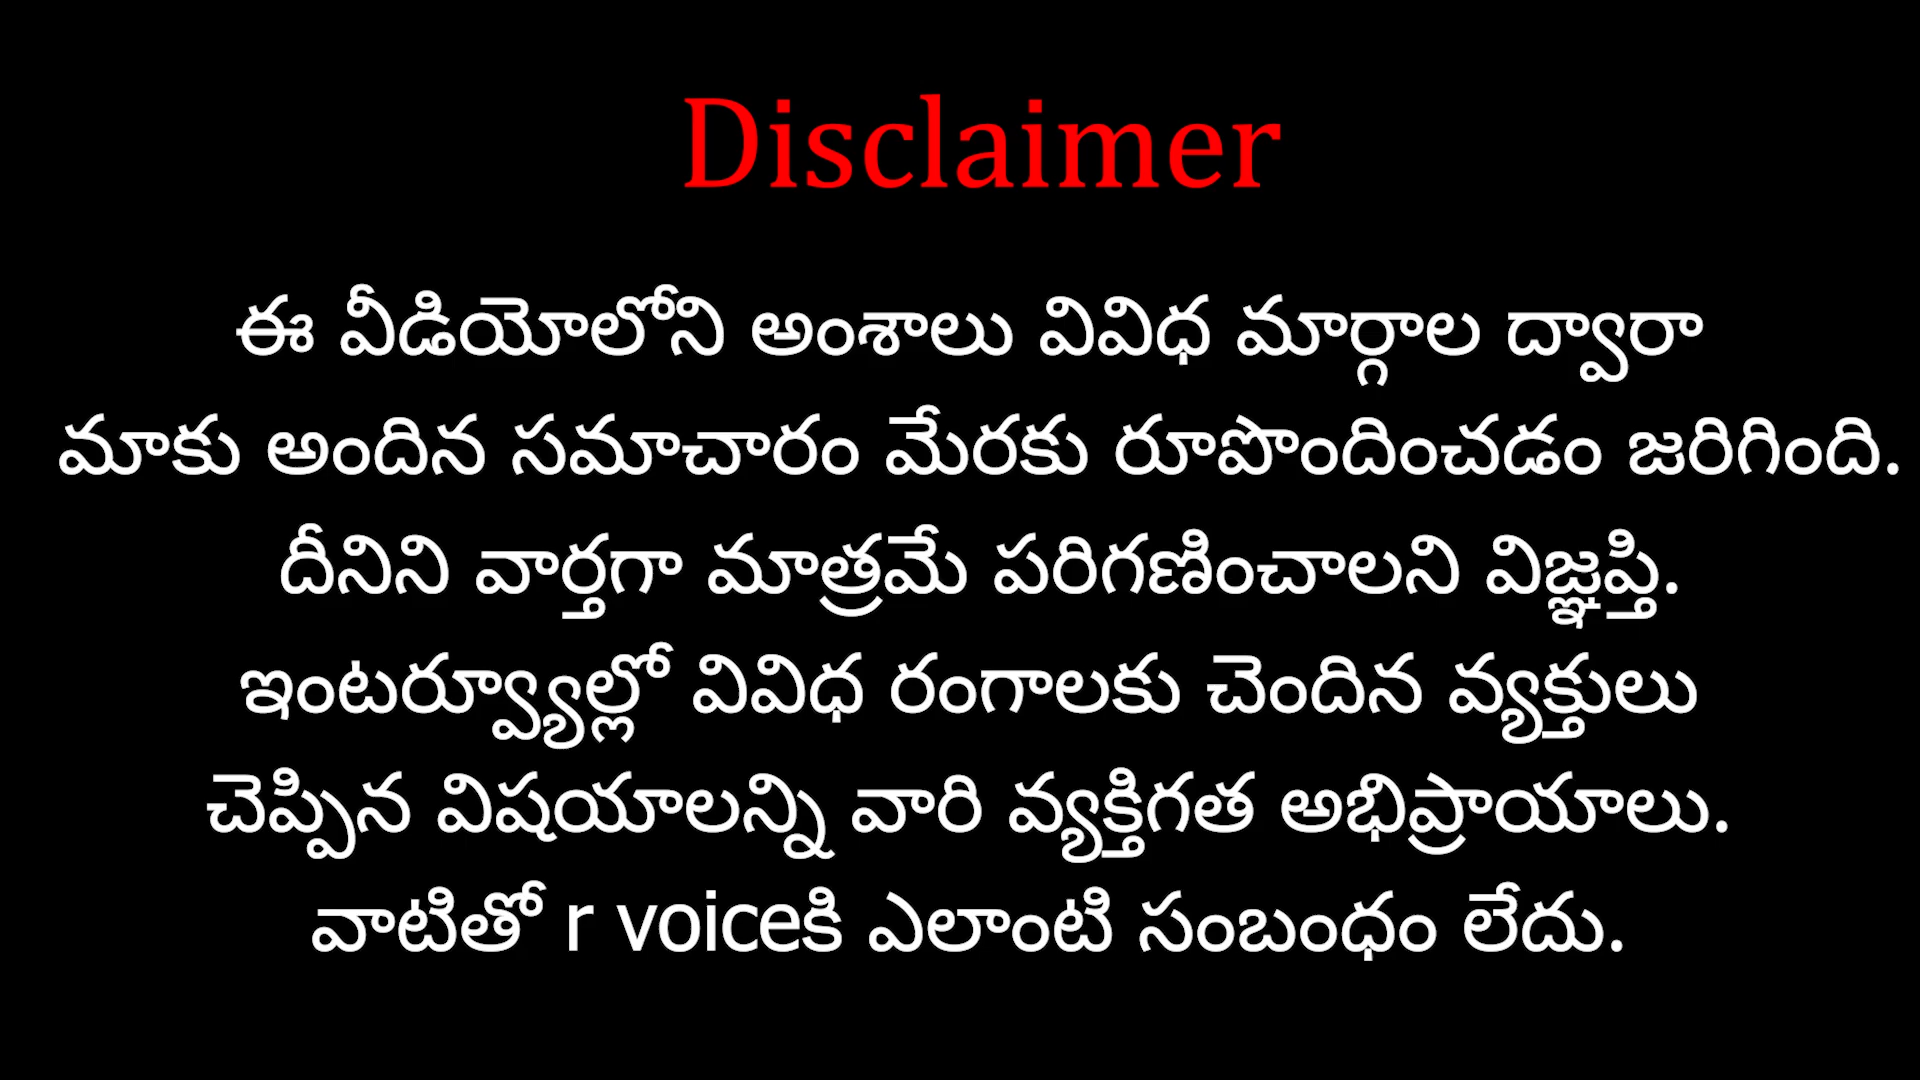 Disclaimer
ఈ వీడియోలోని అంశాలు వివిధ మార్గాల ద్వారా
మాకు అందిన సమాచారం మేరకు రూపొందించడం జరిగింది.
దీనిని వార్తగా మాత్రమే పరిగణించాలని విజ్ఞప్తి.
ఇంటర్వ్యూల్లో వివిధ రంగాలకు చెందిన వ్యక్తులు
చెప్పిన విషయాలన్ని వారి వ్యక్తిగత అభిప్రాయాలు.
వాటితో r voiceకి ఎలాంటి సంబంధం లేదు.